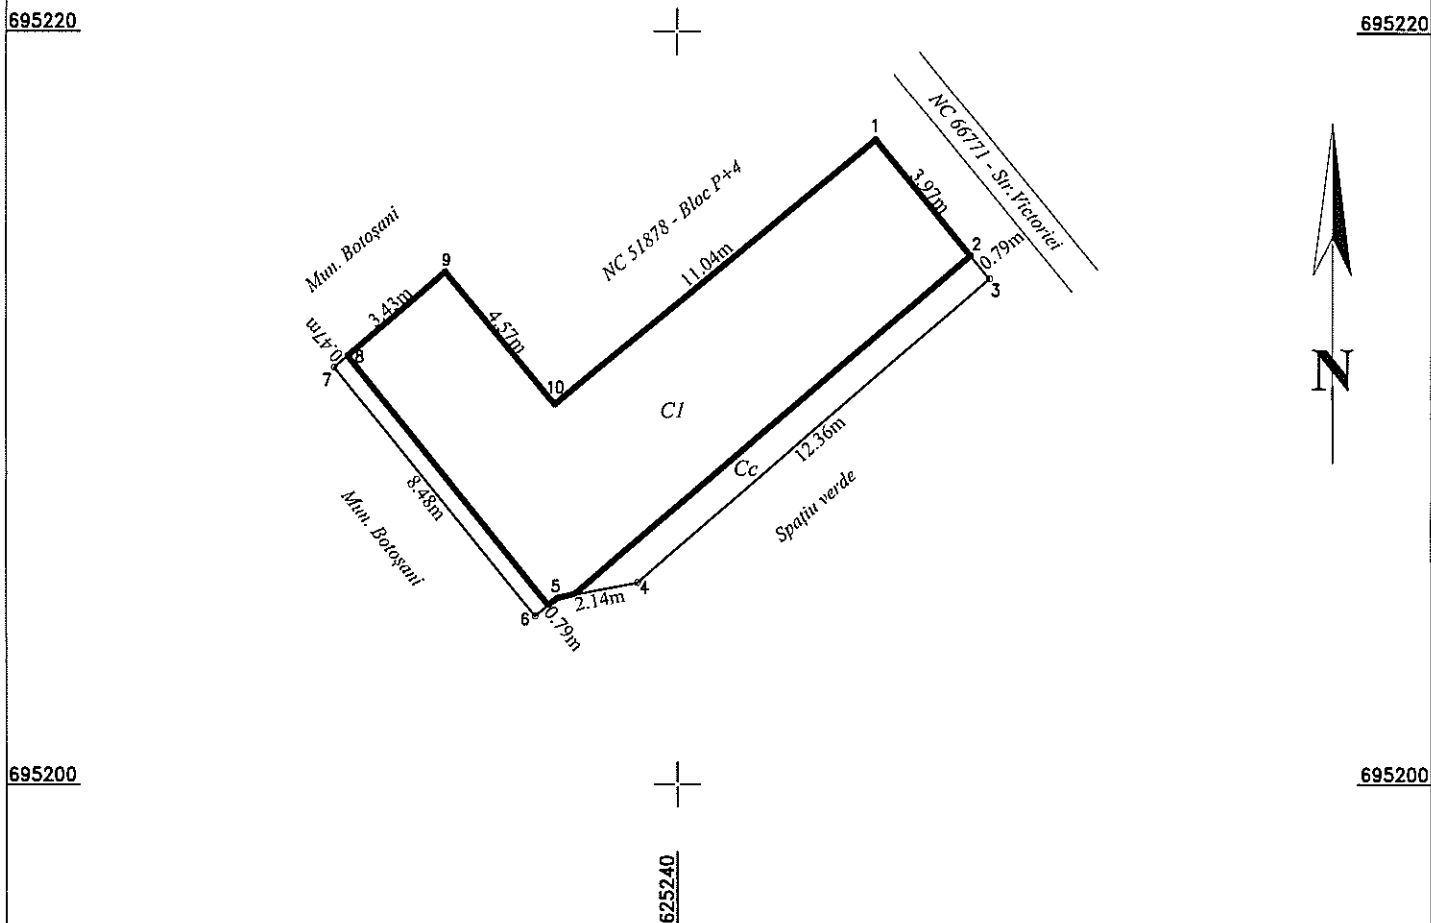 695220
695220
NC 66771 - Str. Victoriei
1
3.97m
NC 51878 - Bloc P+4
Mun. Botoşani
2
0.79m
11.04m
9
3
3.43m
4.57m
0.47m
8
7
10
C1
12.36m
Cc
8.48m
Spaţiu verde
Mun. Botoşani
5
4
2.14m
6
0.79m
N
695200
695200
625240